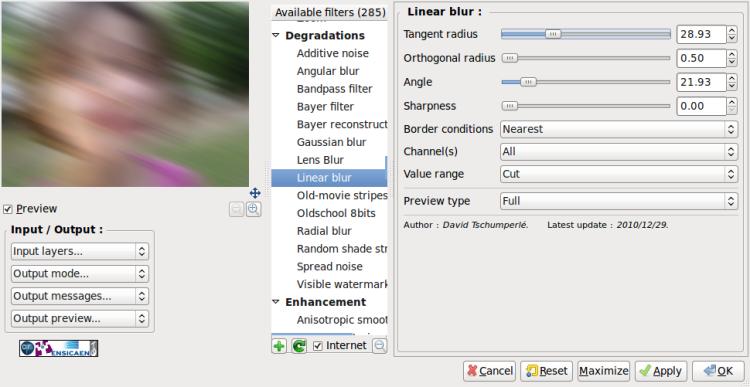 Preview
Input / Output :
Input layers...
Output mode...
Output messages...
Output preview...
ENSICAEN
Available filters (285)
Degradations
Additive noise
Angular blur
Bandpass filter
Bayer filter
Bayer reconstruct
Gaussian blur
Lens Blur
Linear blur
Old-movie stripes
Oldschool 8bits
Radial blur
Random shade str
Spread noise
Visible watermark
Enhancement
Anisotropic smoot
Internet
Linear blur :
Tangent radius 28.93
Orthogonal radius 0.50
Angle 21.93
Sharpness 0.00
Border conditions Nearest
Channel(s) All
Value range Cut
Preview type Full
Author : David Tschumperlé. Latest update : 2010/12/29.
Cancel Reset Maximize Apply OK